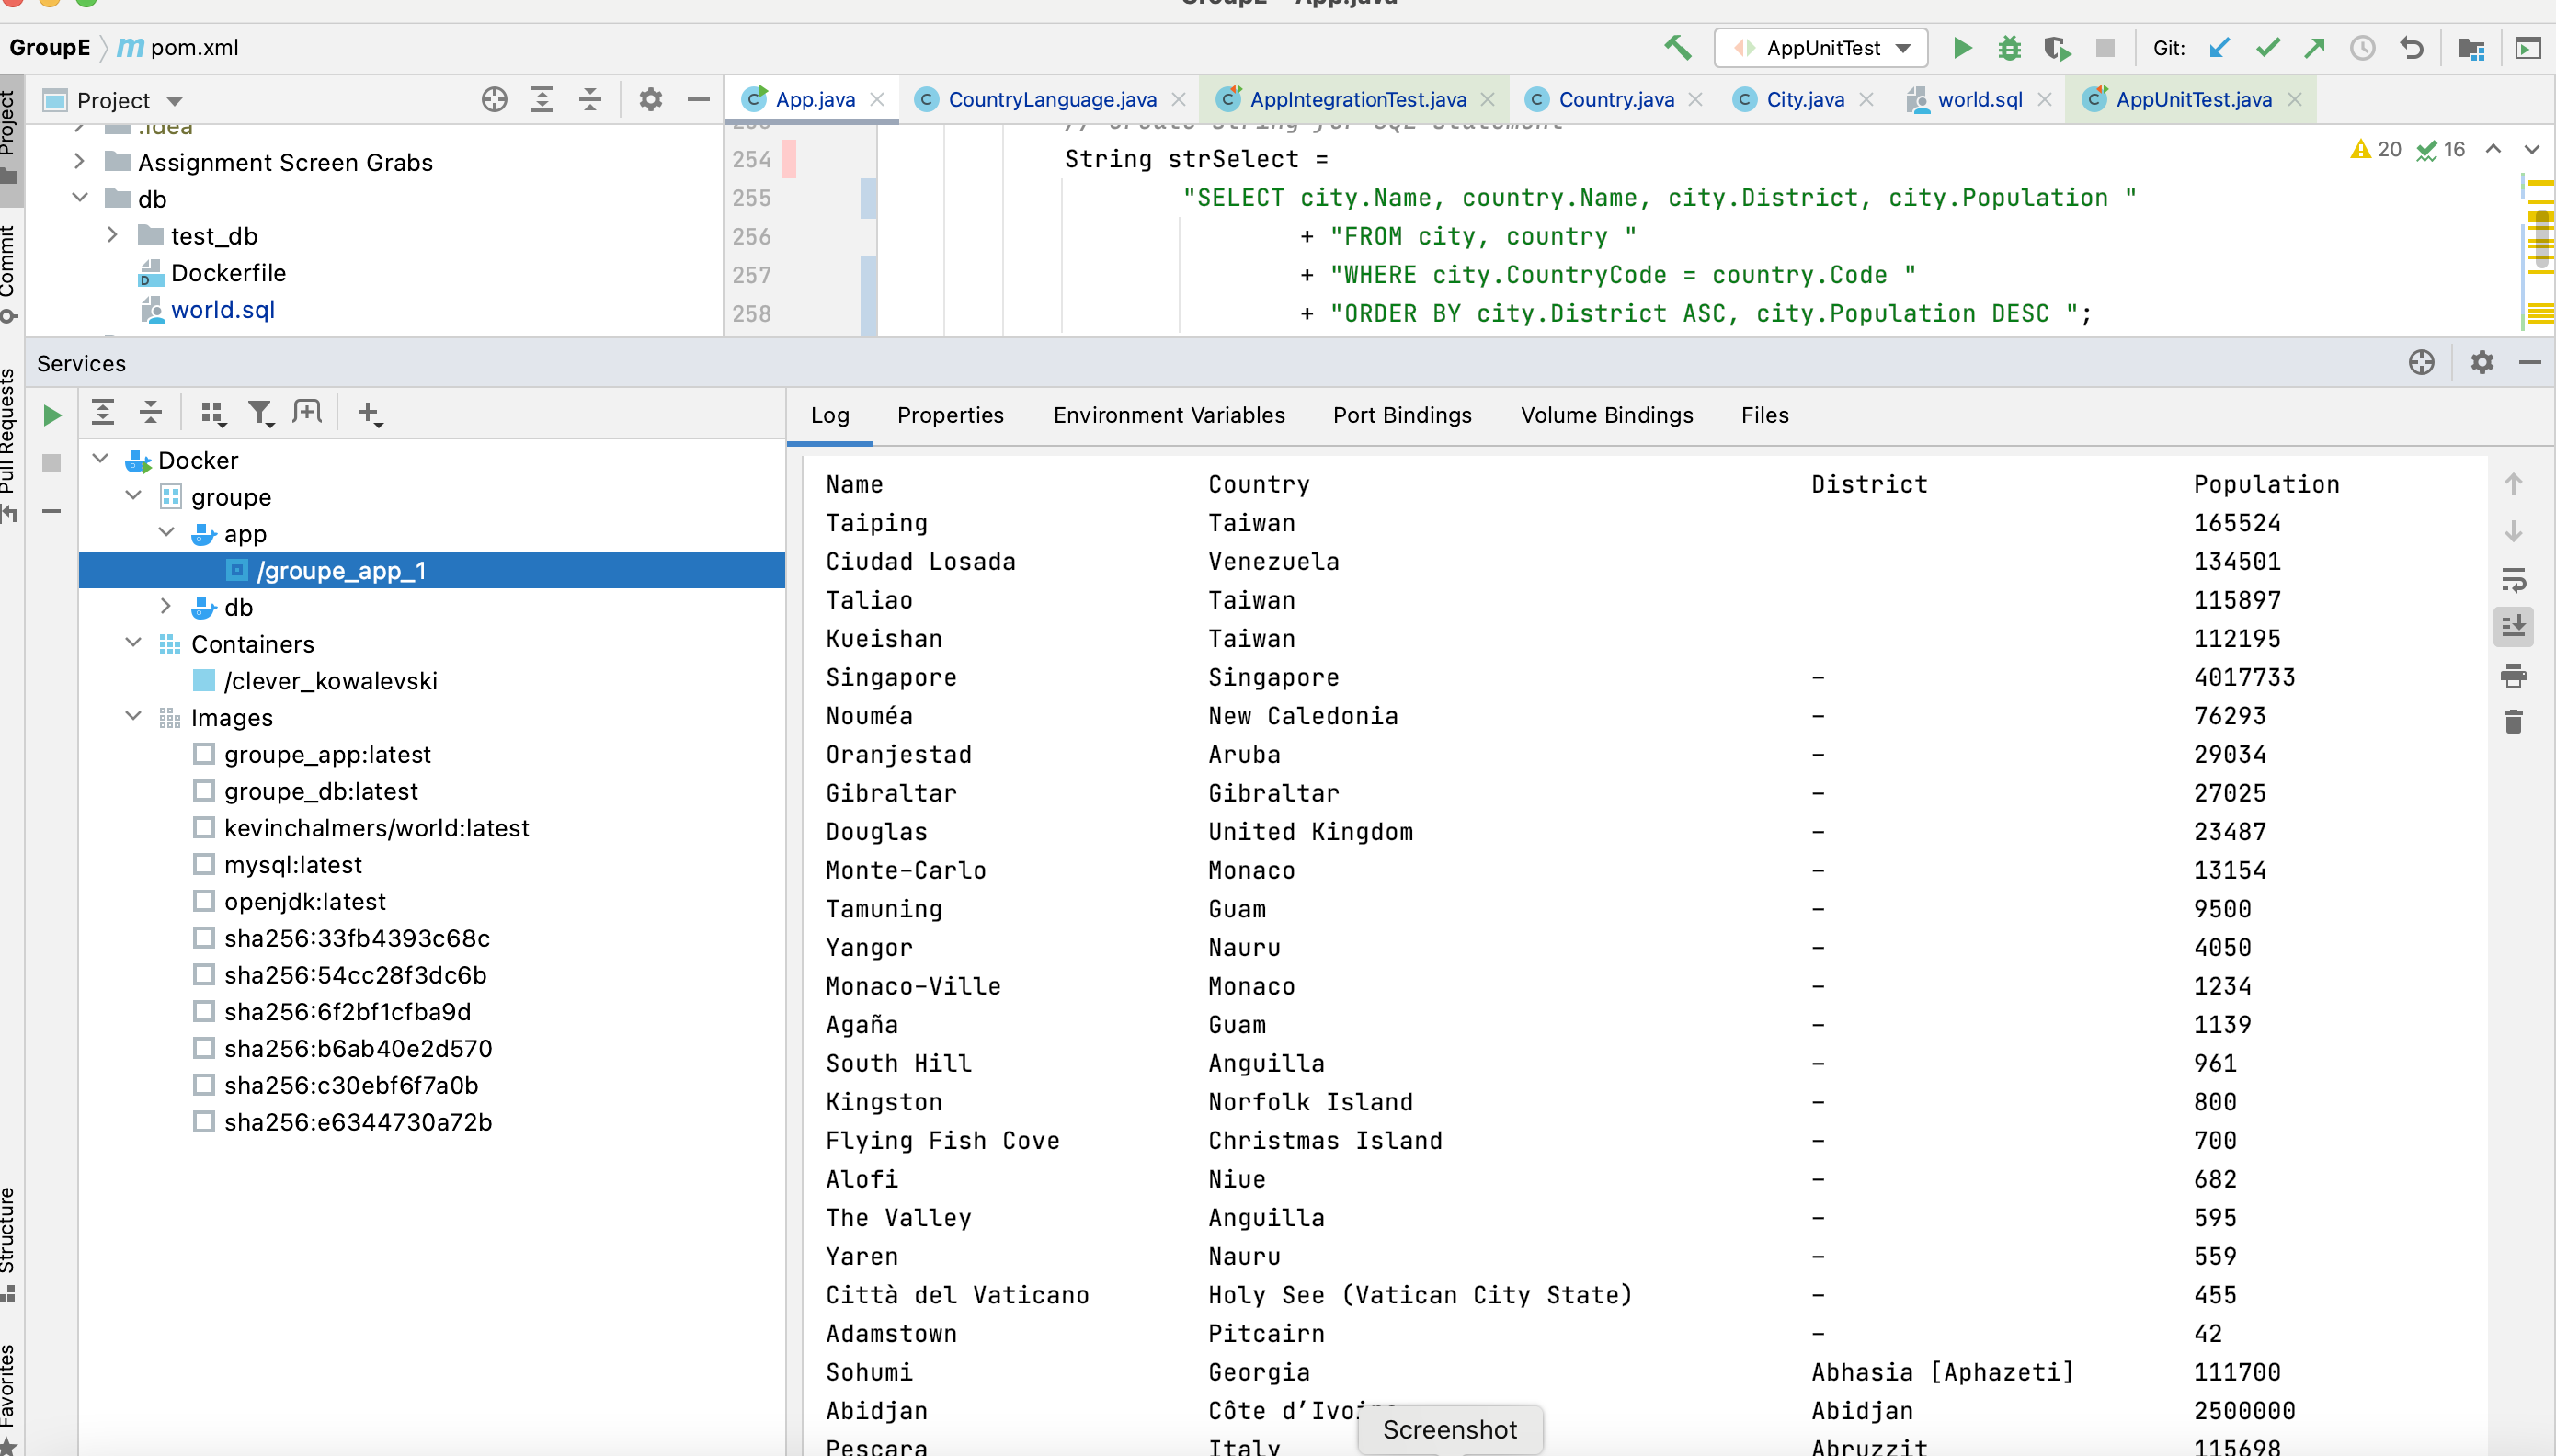 GroupE – App.java
GroupE pom.xml
AppUnitTest
Git:
Project
App.java
CountryLanguage.java
AppIntegrationTest.java
Country.java
City.java
world.sql
AppUnitTest.java
Project
Commit
Pull Requests
Structure
Favorites
.idea
Assignment Screen Grabs
db
test_db
Dockerfile
world.sql
// Create string for SQL statement
20 16
254 String strSelect =
255 "SELECT city.Name, country.Name, city.District, city.Population "
256 + "FROM city, country "
257 + "WHERE city.CountryCode = country.Code "
258 + "ORDER BY city.District ASC, city.Population DESC ";
Services
Docker
groupe
app
/groupe_app_1
db
Containers
/clever_kowalevski
Images
groupe_app:latest
groupe_db:latest
kevinchalmers/world:latest
mysql:latest
openjdk:latest
sha256:33fb4393c68c
sha256:54cc28f3dc6b
sha256:6f2bf1cfba9d
sha256:b6ab40e2d570
sha256:c30ebf6f7a0b
sha256:e6344730a72b
Log Properties Environment Variables Port Bindings Volume Bindings Files
Name Country District Population
Taiping Taiwan 165524
Ciudad Losada Venezuela 134501
Taliao Taiwan 115897
Kueishan Taiwan 112195
Singapore Singapore – 4017733
Nouméa New Caledonia – 76293
Oranjestad Aruba – 29034
Gibraltar Gibraltar – 27025
Douglas United Kingdom – 23487
Monte-Carlo Monaco – 13154
Tamuning Guam – 9500
Yangor Nauru – 4050
Monaco-Ville Monaco – 1234
Agaña Guam – 1139
South Hill Anguilla – 961
Kingston Norfolk Island – 800
Flying Fish Cove Christmas Island – 700
Alofi Niue – 682
The Valley Anguilla – 595
Yaren Nauru – 559
Città del Vaticano Holy See (Vatican City State) – 455
Adamstown Pitcairn – 42
Sohumi Georgia Abhasia [Aphazeti] 111700
Abidjan Côte d’Ivoire Abidjan 2500000
Pescara Italy Abruzzit 115698
Screenshot